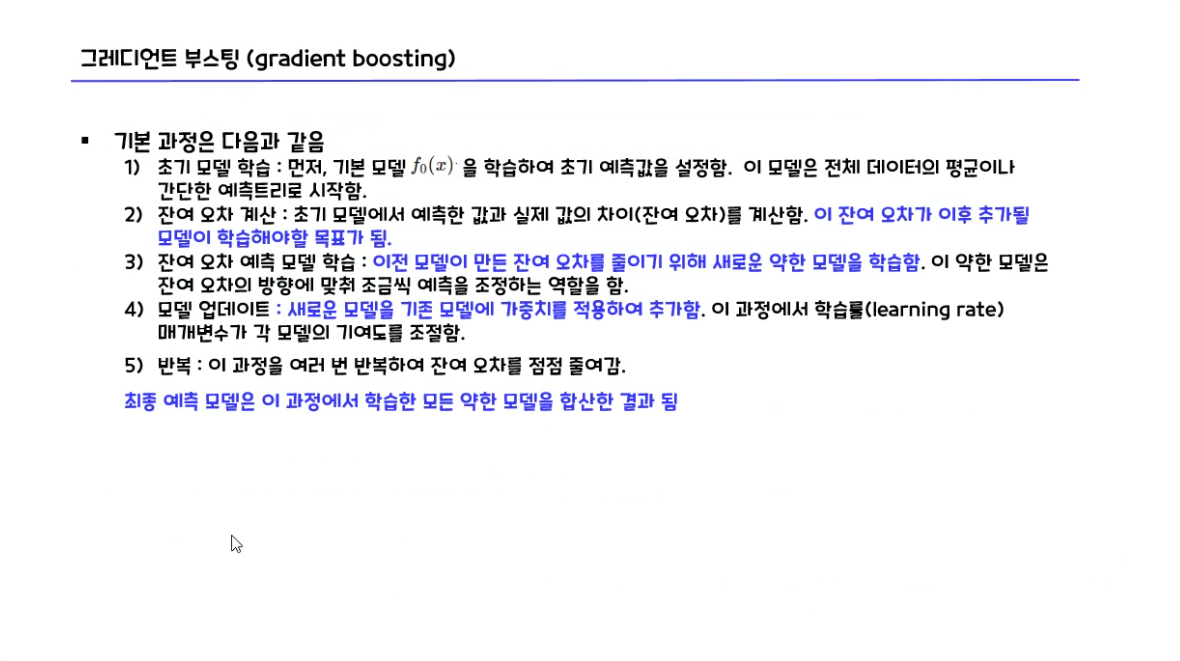 그레디언트 부스팅 (gradient boosting)
▪ 기본 과정은 다음과 같음
1) 초기 모델 학습 : 먼저, 기본 모델 f₀(x) 을 학습하여 초기 예측값을 설정함. 이 모델은 전체 데이터의 평균이나
간단한 예측트리로 시작함.
2) 잔여 오차 계산 : 초기 모델에서 예측한 값과 실제 값의 차이(잔여 오차)를 계산함. 이 잔여 오차가 이후 추가될
모델이 학습해야할 목표가 됨.
3) 잔여 오차 예측 모델 학습 : 이전 모델이 만든 잔여 오차를 줄이기 위해 새로운 약한 모델을 학습함. 이 약한 모델은
잔여 오차의 방향에 맞춰 조금씩 예측을 조정하는 역할을 함.
4) 모델 업데이트 : 새로운 모델을 기존 모델에 가중치를 적용하여 추가함. 이 과정에서 학습률(learning rate)
매개변수가 각 모델의 기여도를 조절함.
5) 반복 : 이 과정을 여러 번 반복하여 잔여 오차를 점점 줄여감.
최종 예측 모델은 이 과정에서 학습한 모든 약한 모델을 합산한 결과 됨